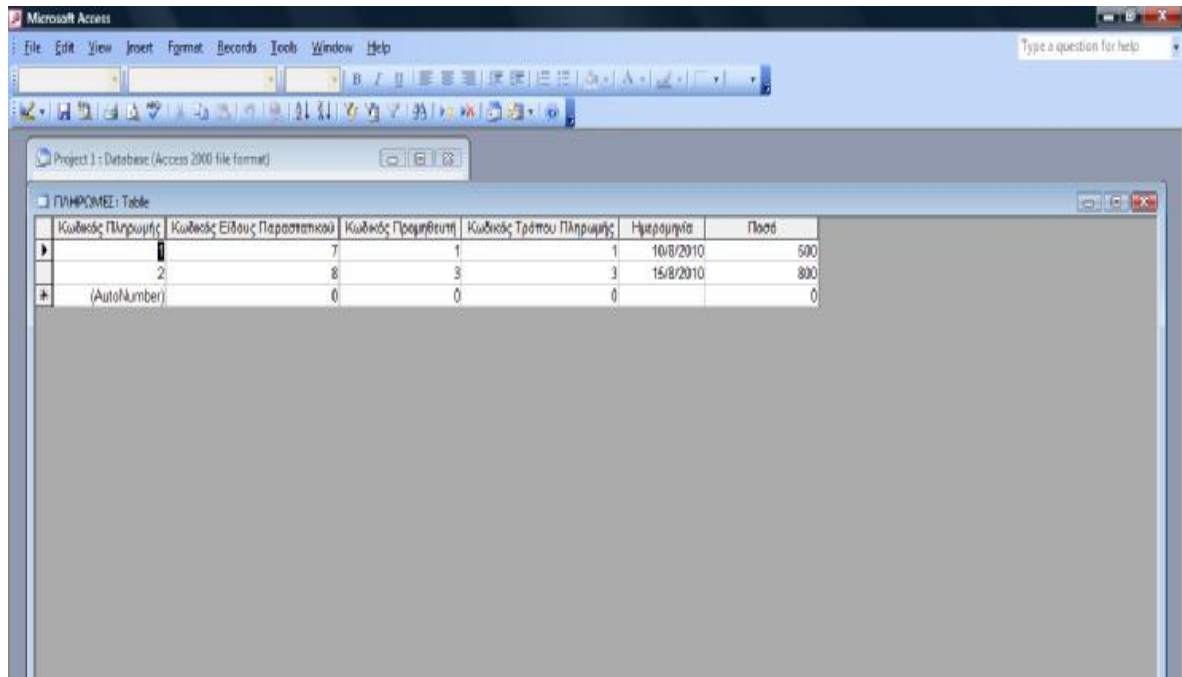 Microsoft Access
File Edit View Insert Format Records Tools Window Help
Type a question for help
Project 1 : Database (Access 2000 file format)
ΠΛΗΡΩΜΕΣ : Table
Κωδικός Πληρωμής Κωδικός Είδους Παραστατικού Κωδικός Προμηθευτή Κωδικός Τρόπου Πληρωμής Ημερομηνία Ποσό
1 7 1 1 10/8/2010 500
2 8 3 3 15/8/2010 800
(AutoNumber) 0 0 0 0